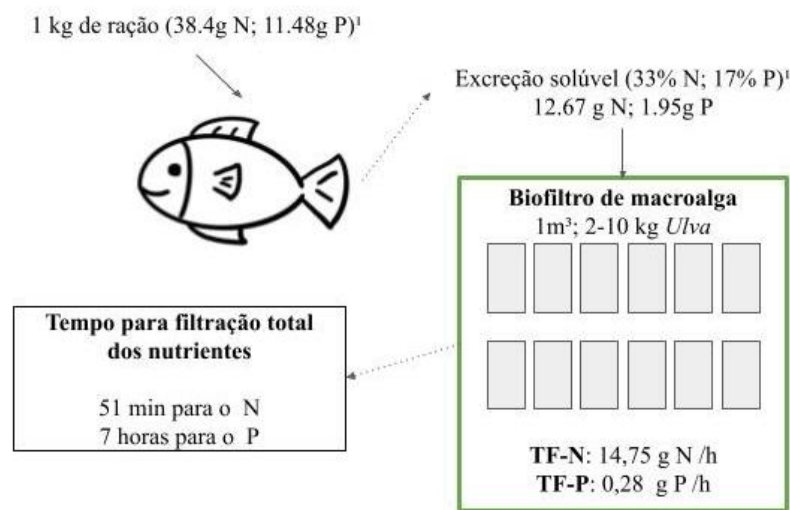 1 kg de ração (38.4g N; 11.48g P)¹
Excreção solúvel (33% N; 17% P)¹
12.67 g N; 1.95g P
Biofiltro de macroalga
1m³; 2-10 kg Ulva
TF-N: 14,75 g N /h
TF-P: 0,28 g P /h
Tempo para filtração total
dos nutrientes
51 min para o N
7 horas para o P